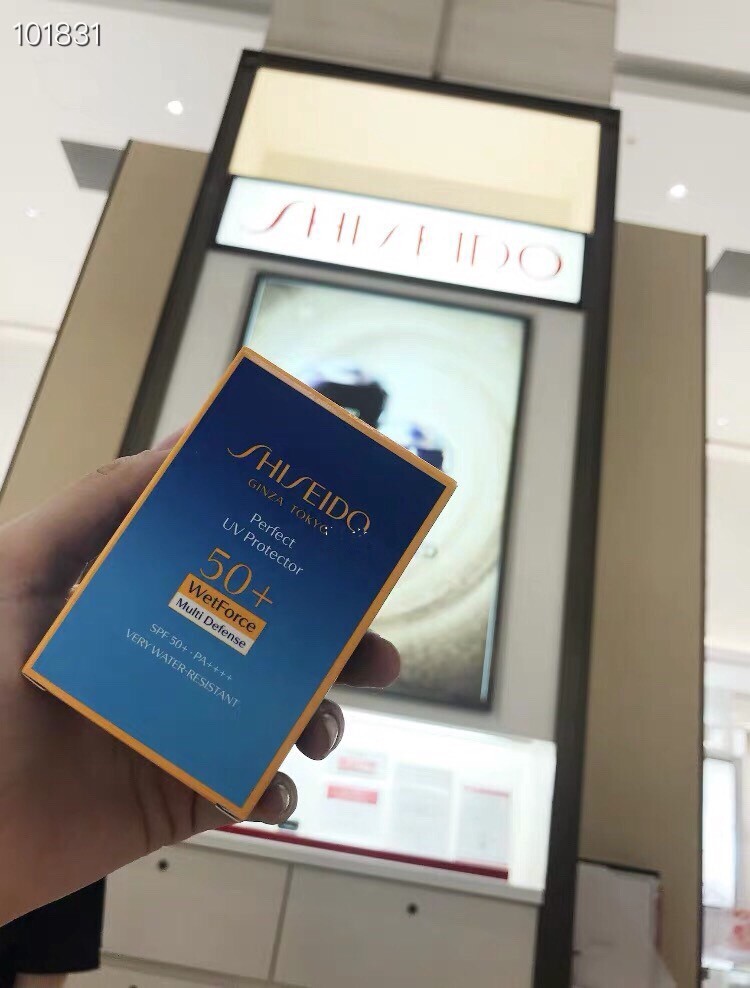 101831
SHISEIDO
SHISEIDO
GINZA TOKYO
Perfect
UV Protector
50+
WetForce
Multi Defense
SPF 50+ · PA++++
VERY WATER-RESISTANT